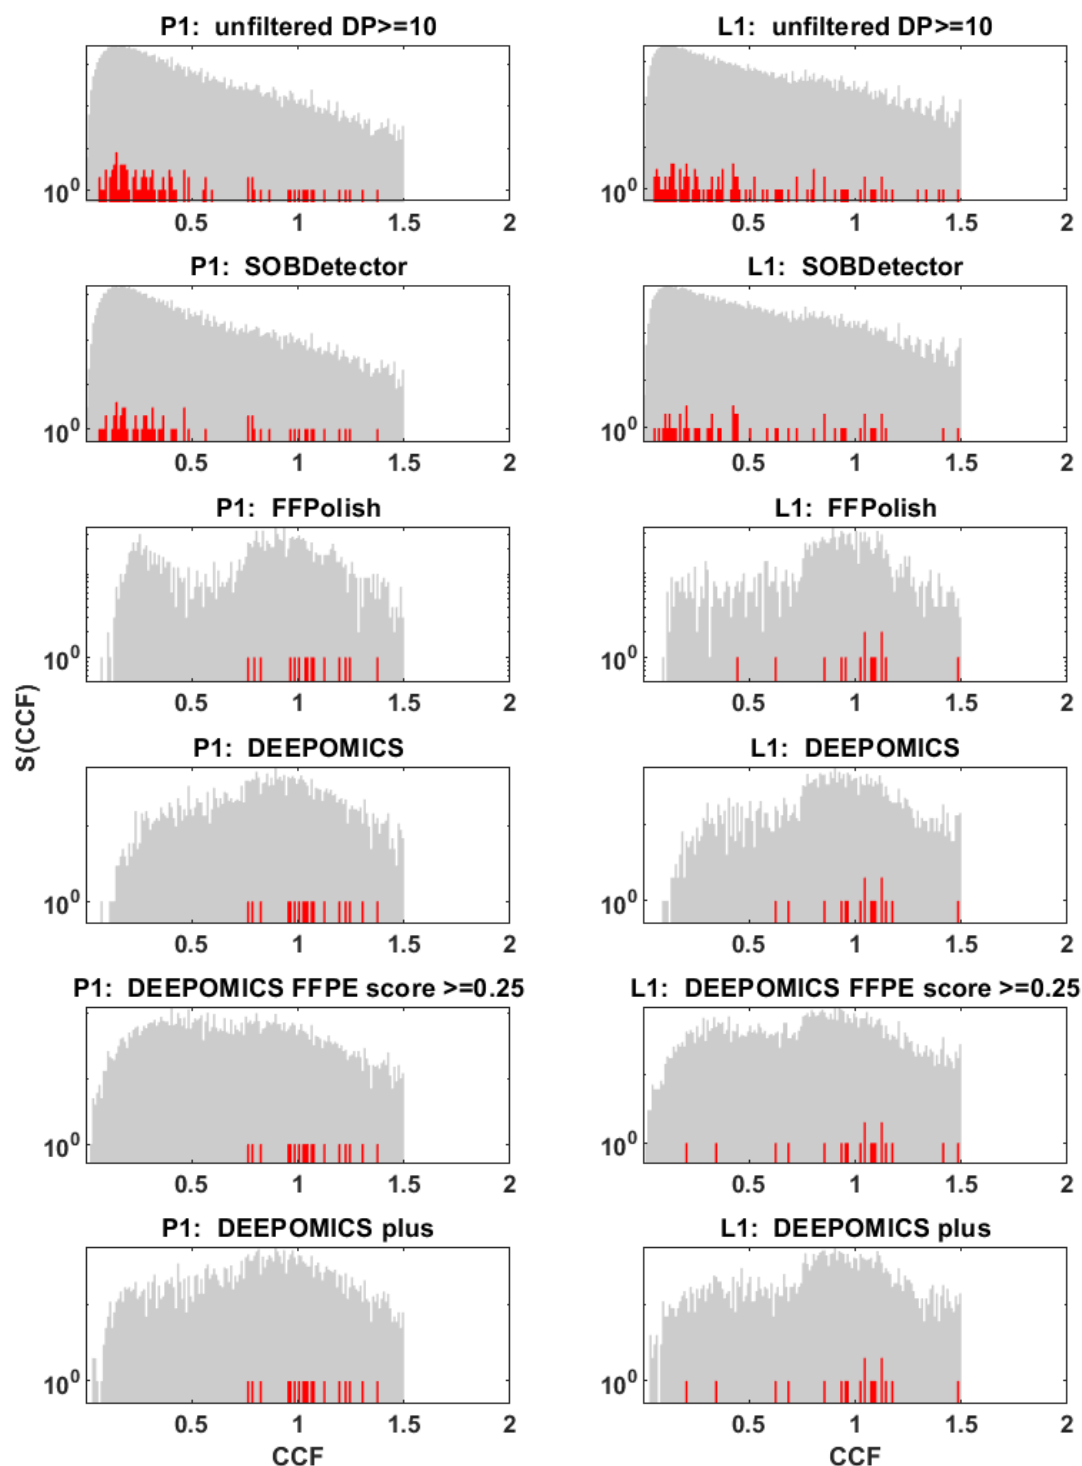 P1: unfiltered DP>=10
L1: unfiltered DP>=10
10^0
0.5 1 1.5 2
10^0
0.5 1 1.5 2
P1: SOBDetector
L1: SOBDetector
10^0
0.5 1 1.5 2
10^0
0.5 1 1.5 2
P1: FFPolish
L1: FFPolish
10^0
0.5 1 1.5 2
10^0
0.5 1 1.5 2
S(CCF)
P1: DEEPOMICS
L1: DEEPOMICS
10^0
0.5 1 1.5 2
10^0
0.5 1 1.5 2
P1: DEEPOMICS FFPE score >=0.25
L1: DEEPOMICS FFPE score >=0.25
10^0
0.5 1 1.5 2
10^0
0.5 1 1.5 2
P1: DEEPOMICS plus
L1: DEEPOMICS plus
10^0
0.5 1 1.5 2
CCF
10^0
0.5 1 1.5 2
CCF